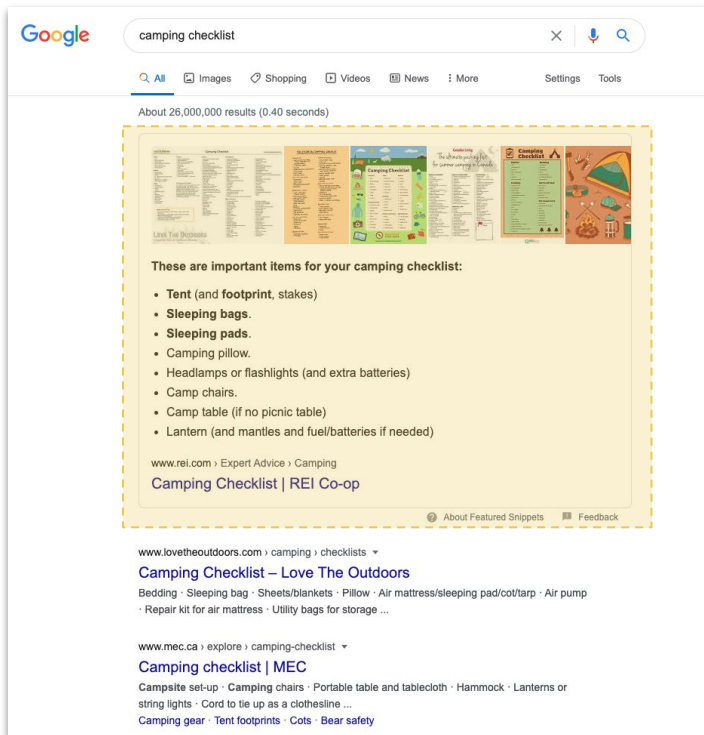 Google
camping checklist
All Images Shopping Videos News More Settings Tools
About 26,000,000 results (0.40 seconds)
Camping Checklist
Camping Checklist
Camping Checklist
LOVE THE OUTDOORS
These are important items for your camping checklist:
• Tent (and footprint, stakes)
• Sleeping bags.
• Sleeping pads.
• Camping pillow.
• Headlamps or flashlights (and extra batteries)
• Camp chairs.
• Camp table (if no picnic table)
• Lantern (and mantles and fuel/batteries if needed)
www.rei.com › Expert Advice › Camping
Camping Checklist | REI Co-op
About Featured Snippets Feedback
www.lovetheoutdoors.com › camping › checklists
Camping Checklist – Love The Outdoors
Bedding · Sleeping bag · Sheets/blankets · Pillow · Air mattress/sleeping pad/cot/tarp · Air pump
· Repair kit for air mattress · Utility bags for storage ...
www.mec.ca › explore › camping-checklist
Camping checklist | MEC
Campsite set-up · Camping chairs · Portable table and tablecloth · Hammock · Lanterns or
string lights · Cord to tie up as a clothesline ...
Camping gear · Tent footprints · Cots · Bear safety